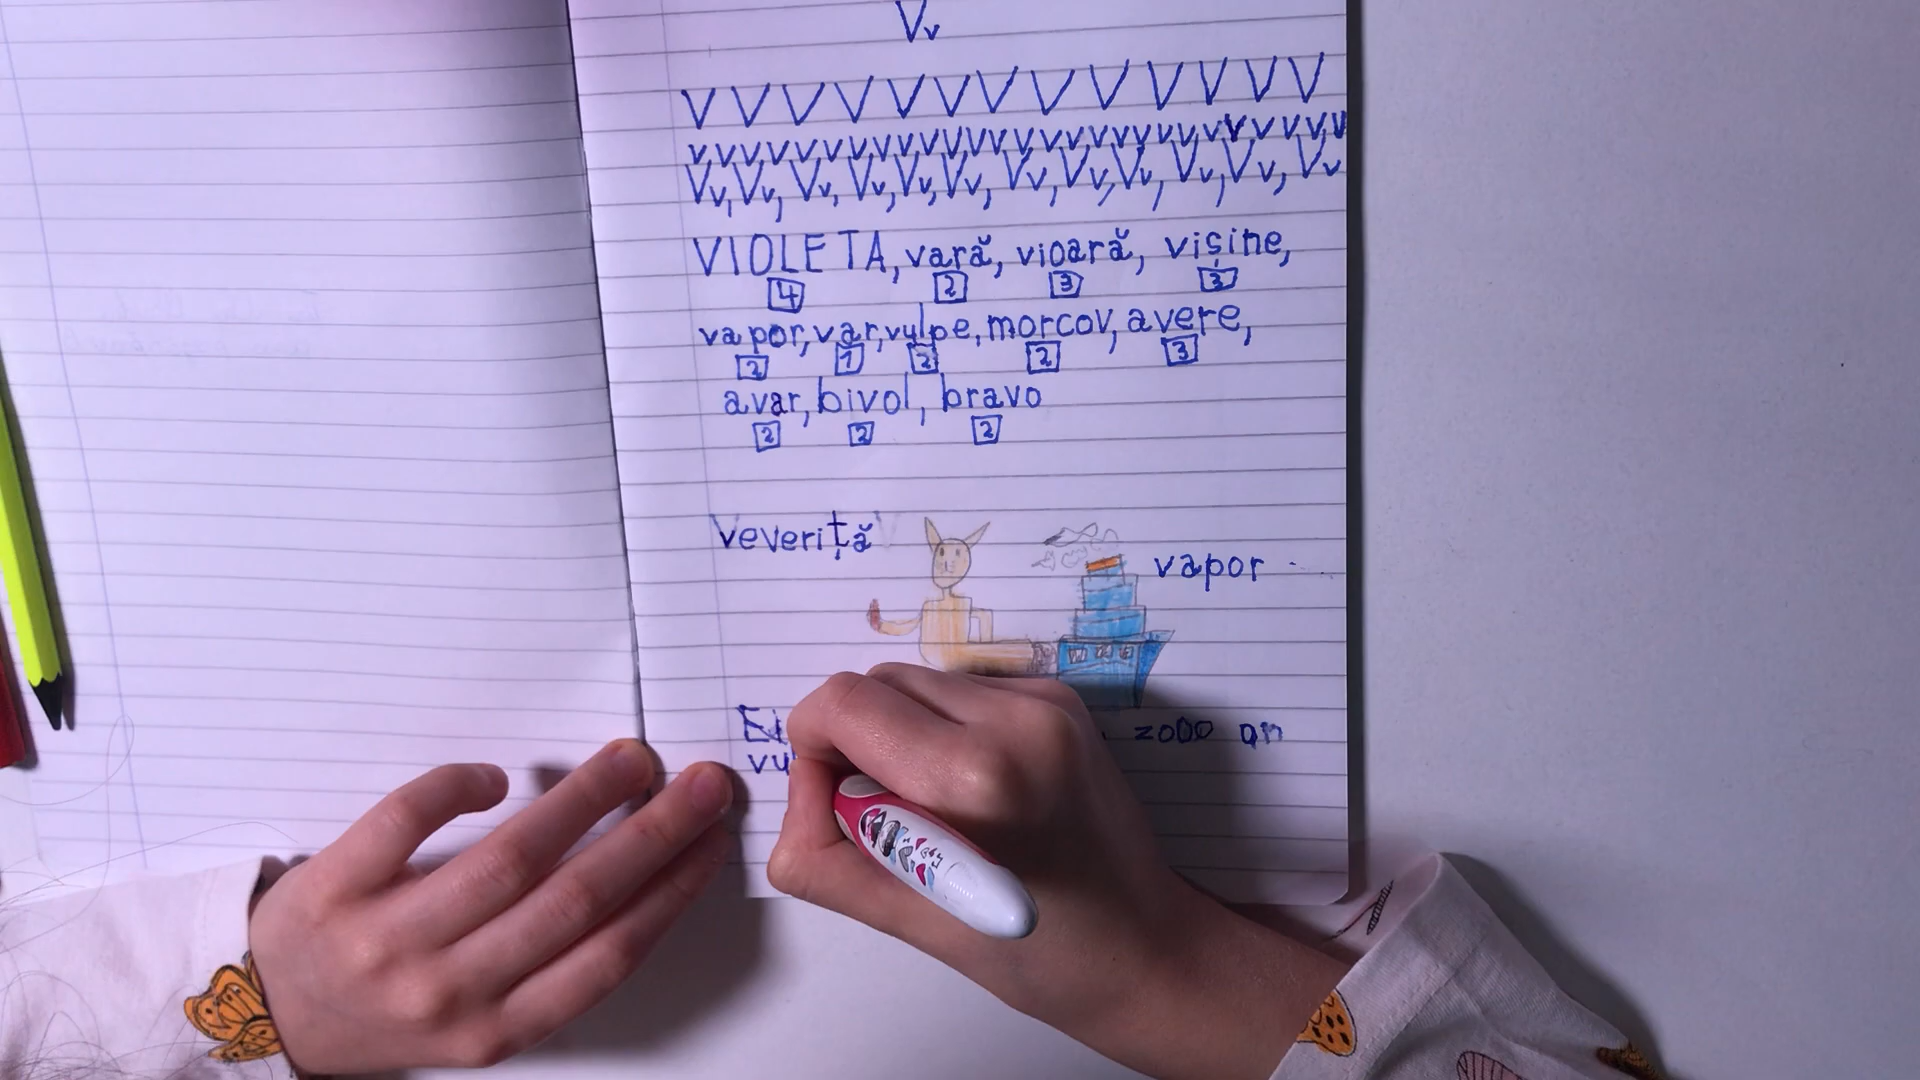 Vv
V V V V V V V V V V V V V
v, v, v, v, v, v, v, v, v, v, v, v, v, v, v, v, v, v, v, v, v, v, v, v, v, v
Vv, Vv, Vv, Vv, Vv, Vv, Vv, Vv, Vv, Vv, Vv, Vv
VIOLETA, vară, vioară, vișine,
4 2 3 3
vapor, var, vulpe, morcov, avere,
2 1 2 2 3
avar, bivol, bravo
2 2 2
Veveriță
vapor
zooo an